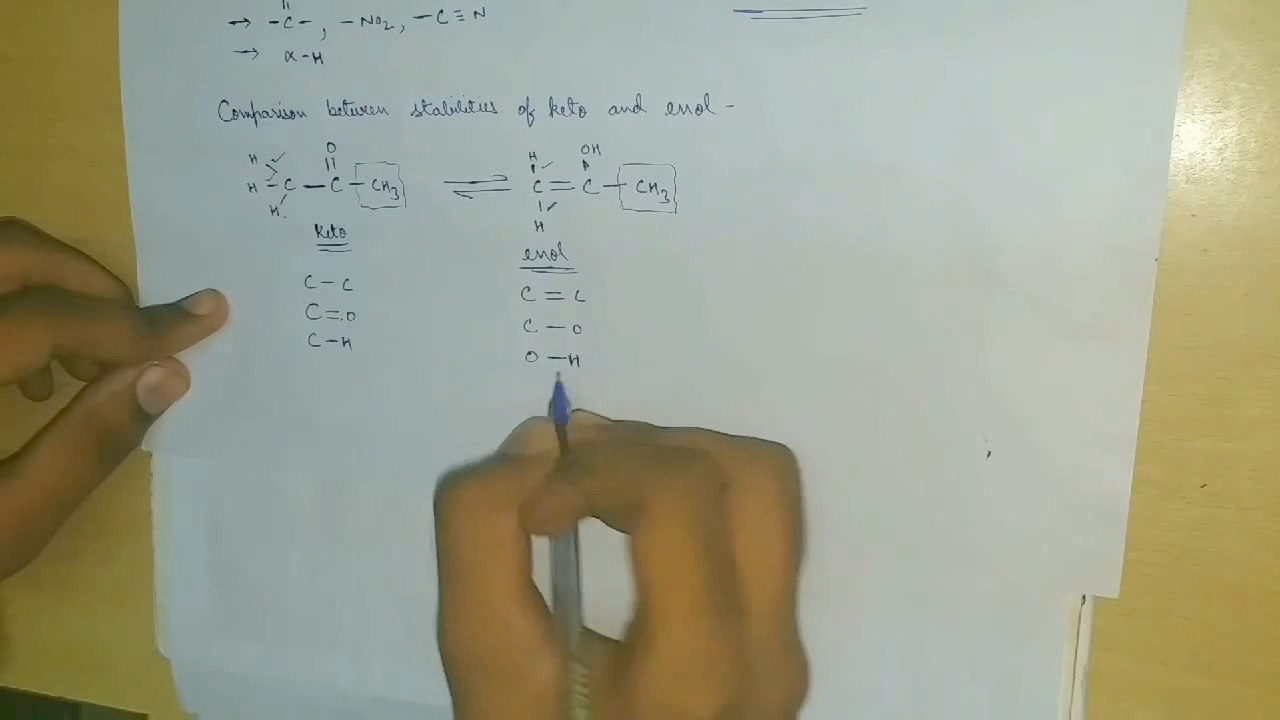 → -C-, -NO2, -C≡N
→ α-H
Comparison between stabilities of keto and enol -
H O H OH
H - C - C - CH3 ⇌ C = C - CH3
H H
keto enol
C - C C = C
C = O C - O
C - H O - H